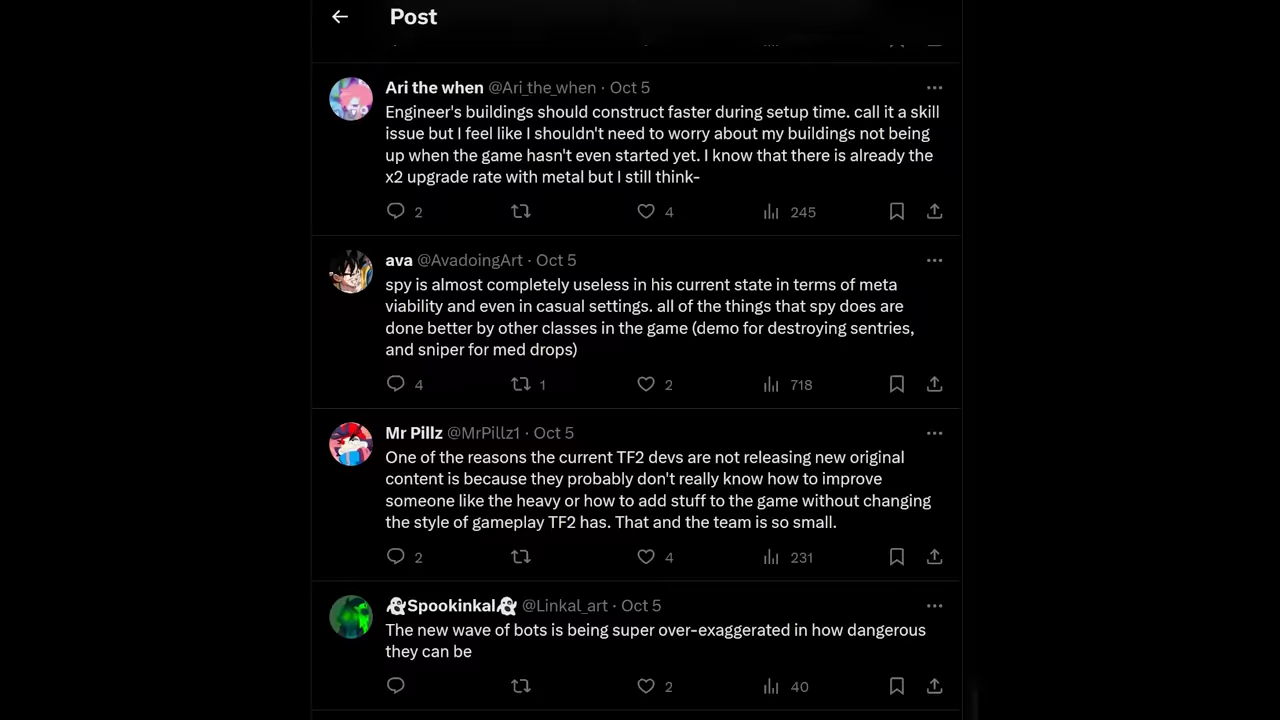 Post
Ari the when @Ari_the_when · Oct 5
Engineer's buildings should construct faster during setup time. call it a skill
issue but I feel like I shouldn't need to worry about my buildings not being
up when the game hasn't even started yet. I know that there is already the
x2 upgrade rate with metal but I still think-
2 4 245
ava @AvadoingArt · Oct 5
spy is almost completely useless in his current state in terms of meta
viability and even in casual settings. all of the things that spy does are
done better by other classes in the game (demo for destroying sentries,
and sniper for med drops)
4 1 2 718
Mr Pillz @MrPillz1 · Oct 5
One of the reasons the current TF2 devs are not releasing new original
content is because they probably don't really know how to improve
someone like the heavy or how to add stuff to the game without changing
the style of gameplay TF2 has. That and the team is so small.
2 4 231
👻Spookinkal👻 @Linkal_art · Oct 5
The new wave of bots is being super over-exaggerated in how dangerous
they can be
2 40